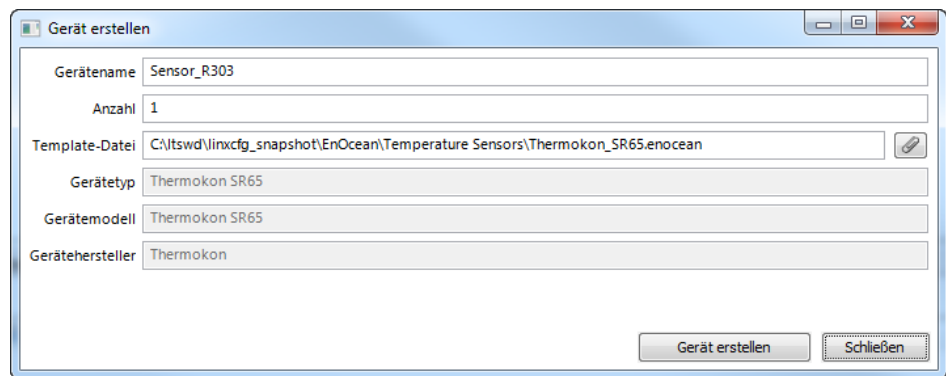 Gerät erstellen
Gerätename Sensor_R303
Anzahl 1
Template-Datei C:\ltswd\linxcfg_snapshot\EnOcean\Temperature Sensors\Thermokon_SR65.enocean
Gerätetyp Thermokon SR65
Gerätemodell Thermokon SR65
Gerätehersteller Thermokon
Gerät erstellen Schließen